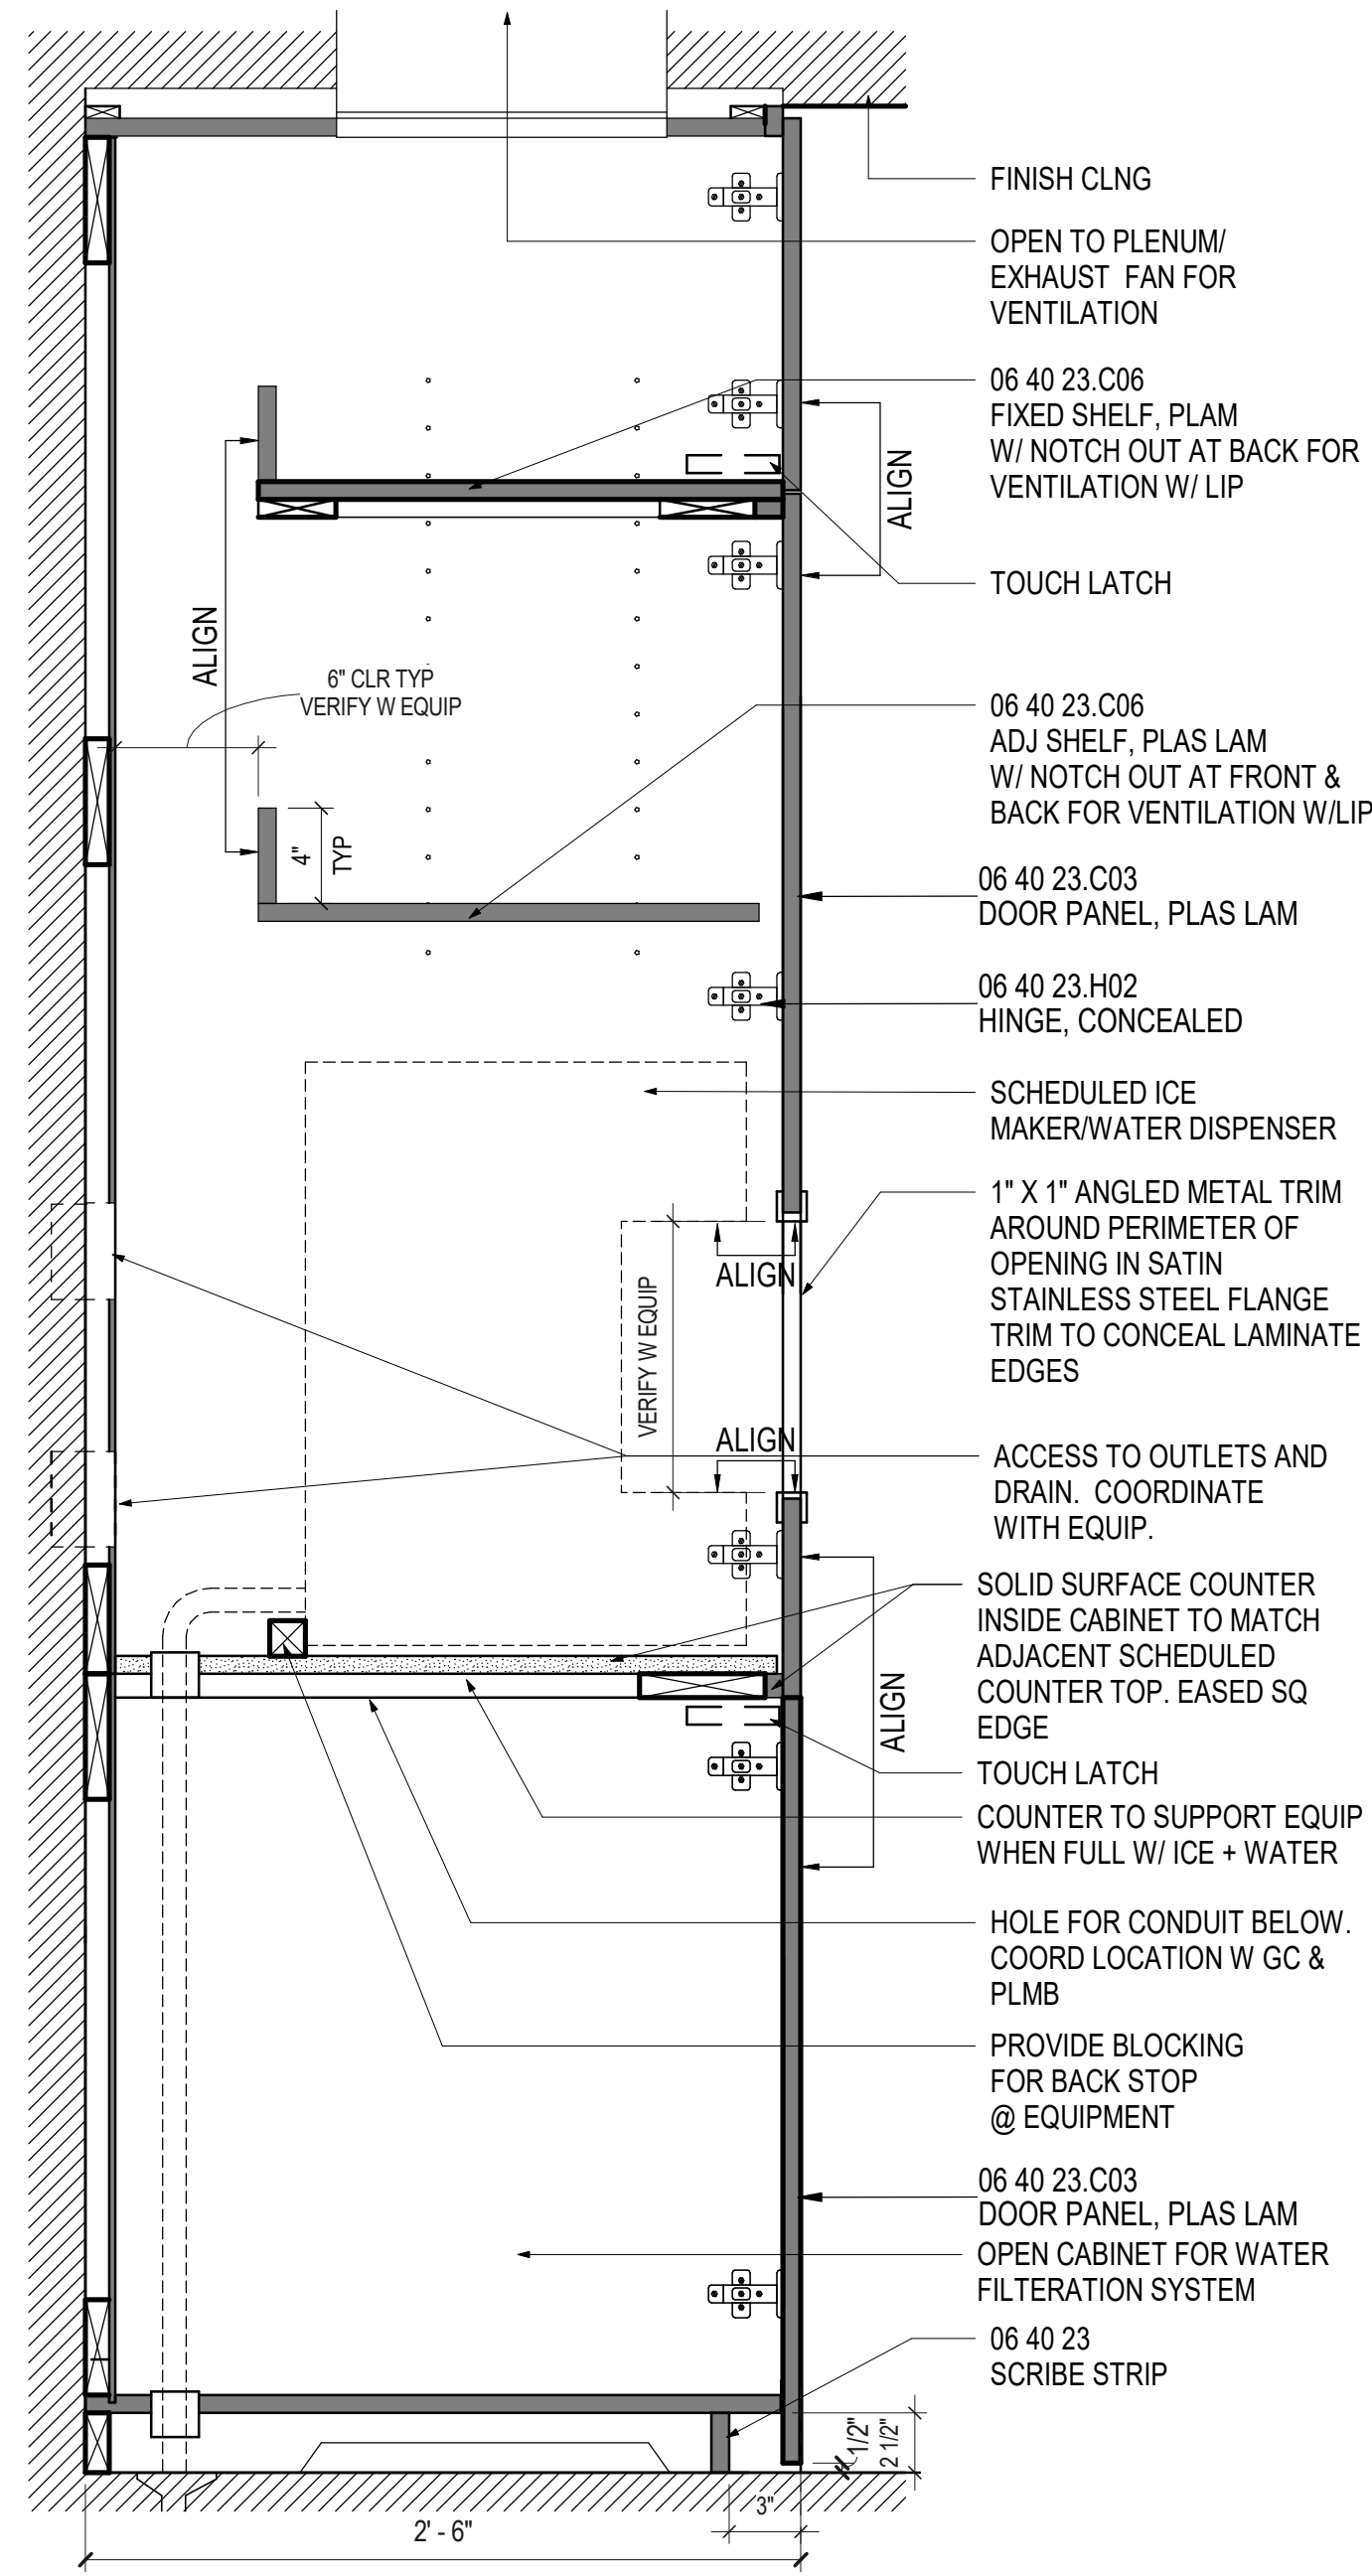 FINISH CLNG
OPEN TO PLENUM/
EXHAUST FAN FOR
VENTILATION
06 40 23.C06
FIXED SHELF, PLAM
W/ NOTCH OUT AT BACK FOR
VENTILATION W/ LIP
ALIGN
TOUCH LATCH
ALIGN
6" CLR TYP
VERIFY W EQUIP
06 40 23.C06
ADJ SHELF, PLAS LAM
W/ NOTCH OUT AT FRONT &
BACK FOR VENTILATION W/LIP
4"
TYP
06 40 23.C03
DOOR PANEL, PLAS LAM
06 40 23.H02
HINGE, CONCEALED
SCHEDULED ICE
MAKER/WATER DISPENSER
1" X 1" ANGLED METAL TRIM
AROUND PERIMETER OF
OPENING IN SATIN
STAINLESS STEEL FLANGE
TRIM TO CONCEAL LAMINATE
EDGES
ALIGN
VERIFY W EQUIP
ALIGN
ACCESS TO OUTLETS AND
DRAIN. COORDINATE
WITH EQUIP.
SOLID SURFACE COUNTER
INSIDE CABINET TO MATCH
ADJACENT SCHEDULED
COUNTER TOP. EASED SQ
EDGE
ALIGN
TOUCH LATCH
COUNTER TO SUPPORT EQUIP
WHEN FULL W/ ICE + WATER
HOLE FOR CONDUIT BELOW.
COORD LOCATION W GC &
PLMB
PROVIDE BLOCKING
FOR BACK STOP
@ EQUIPMENT
06 40 23.C03
DOOR PANEL, PLAS LAM
OPEN CABINET FOR WATER
FILTERATION SYSTEM
06 40 23
SCRIBE STRIP
1/2"
2 1/2"
3"
2' - 6"